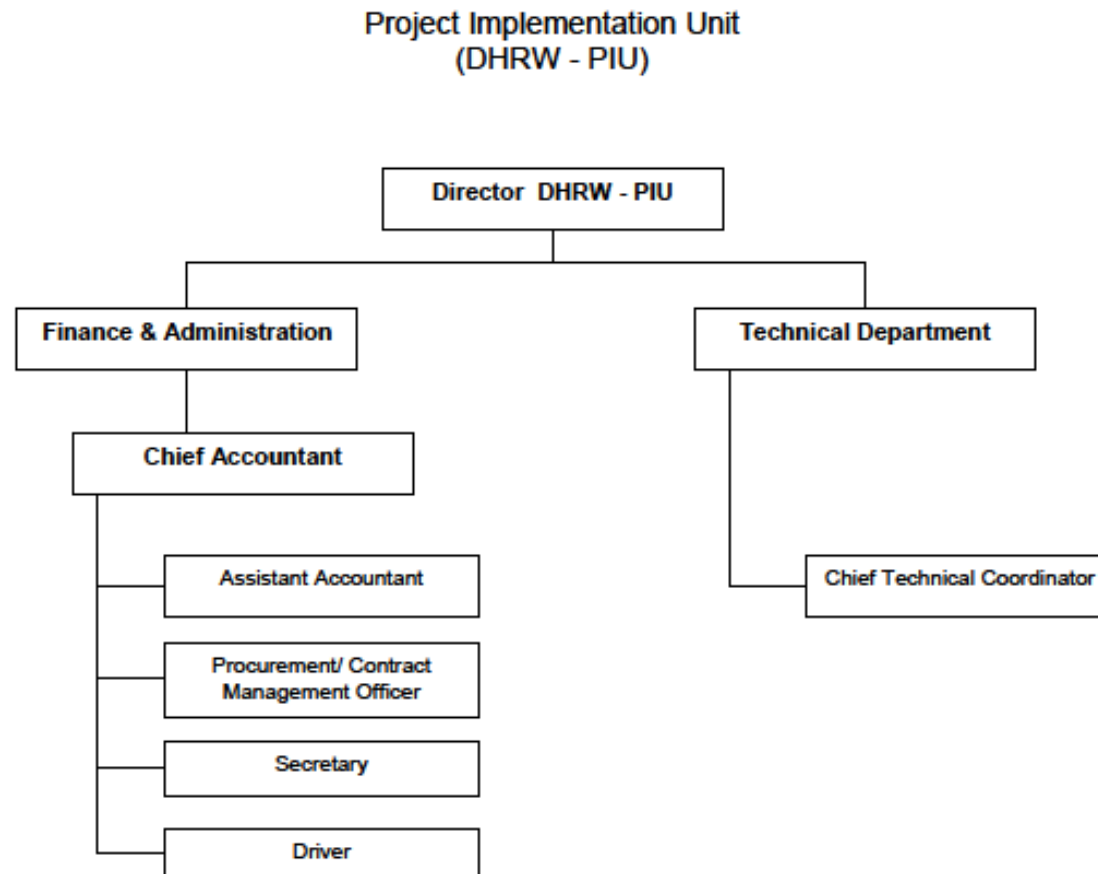 Project Implementation Unit
(DHRW - PIU)
Director DHRW - PIU
Finance & Administration
Technical Department
Chief Accountant
Assistant Accountant
Chief Technical Coordinator
Procurement/ Contract
Management Officer
Secretary
Driver